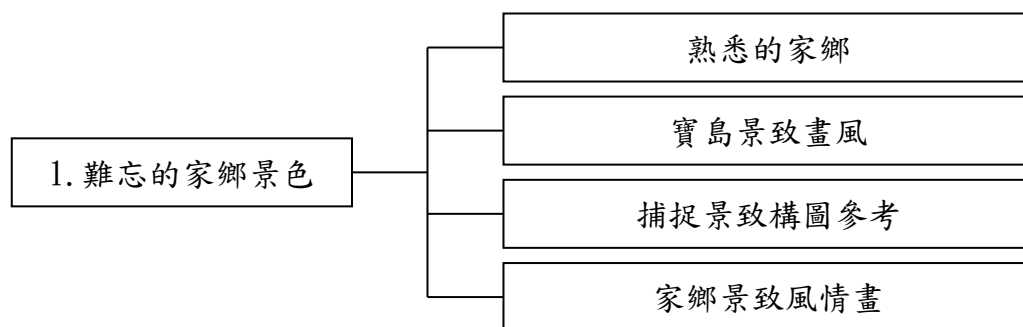 1.難忘的家鄉景色
熟悉的家鄉
寶島景致畫風
捕捉景致構圖參考
家鄉景致風情畫